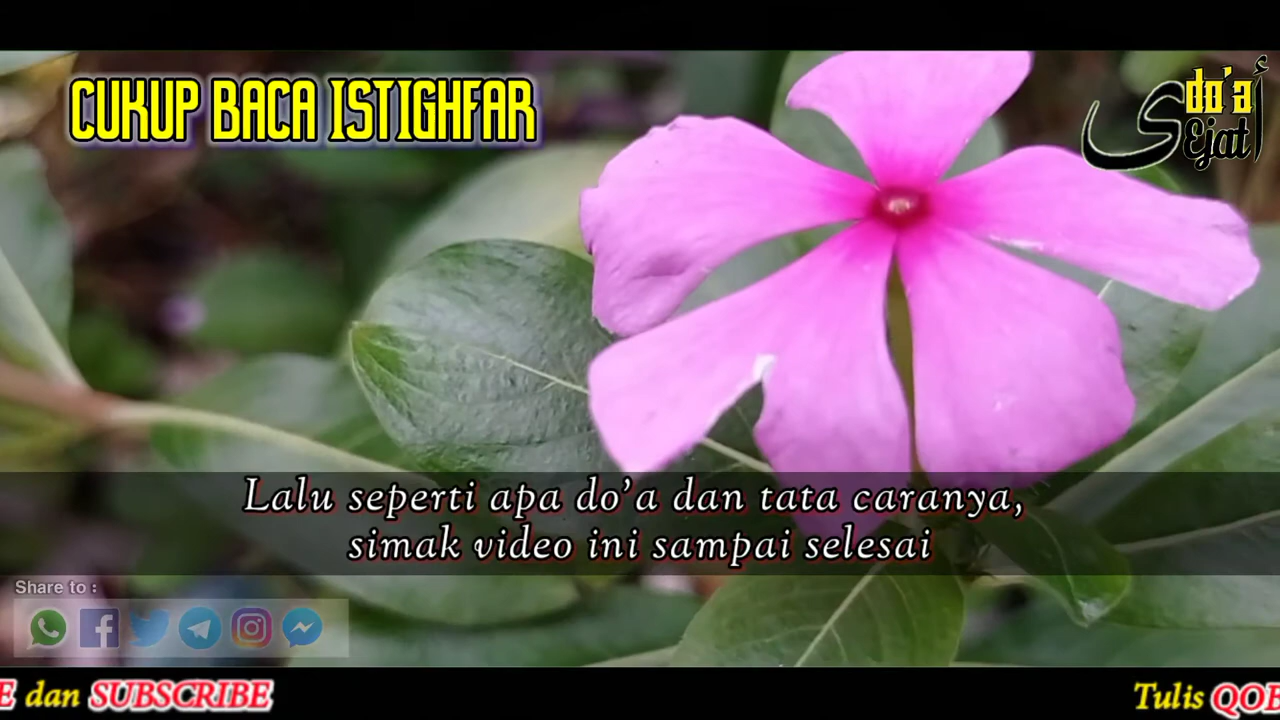 CUKUP BACA ISTIGHFAR
do'a
Ejat
Lalu seperti apa do'a dan tata caranya,
simak video ini sampai selesai
Share to :
dan SUBSCRIBE
Tulis